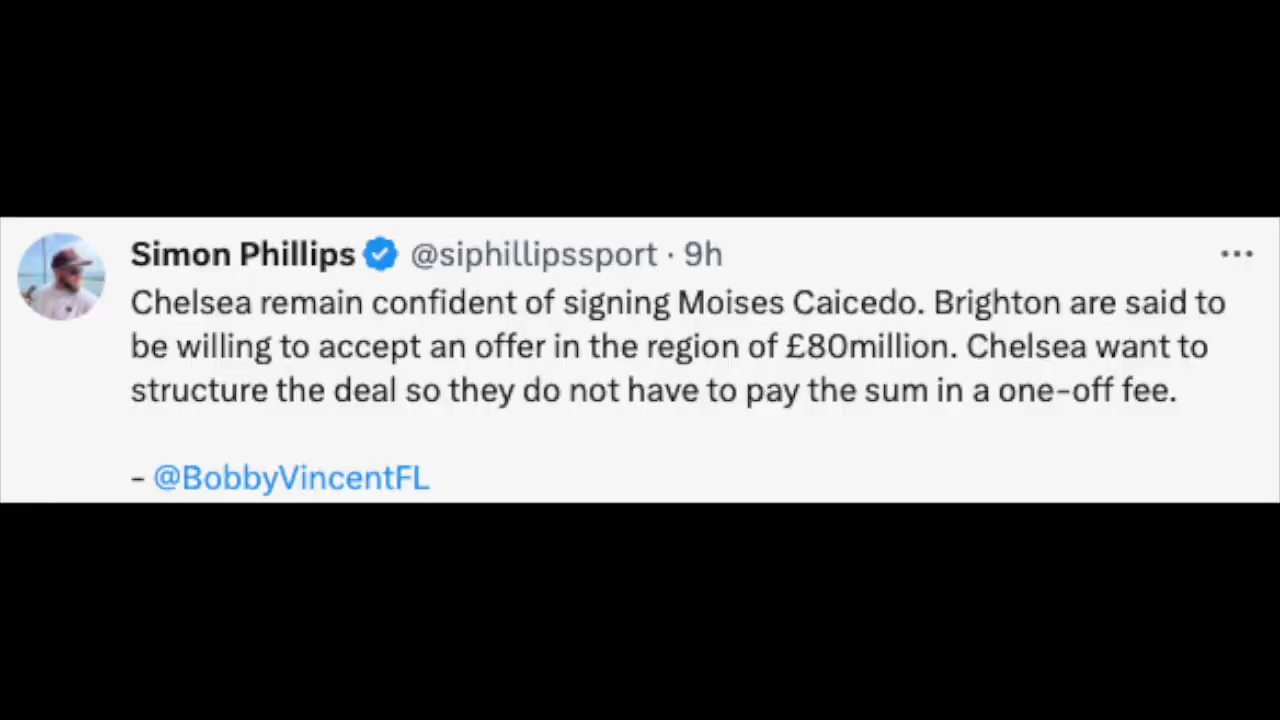 Simon Phillips @siphillipssport · 9h
Chelsea remain confident of signing Moises Caicedo. Brighton are said to
be willing to accept an offer in the region of £80million. Chelsea want to
structure the deal so they do not have to pay the sum in a one-off fee.
- @BobbyVincentFL